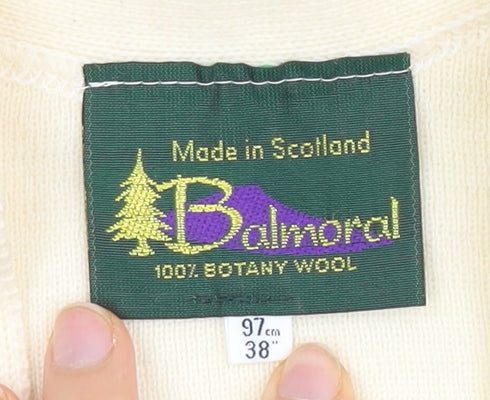 Made in Scotland
Balmoral
100% BOTANY WOOL
97cm
38"